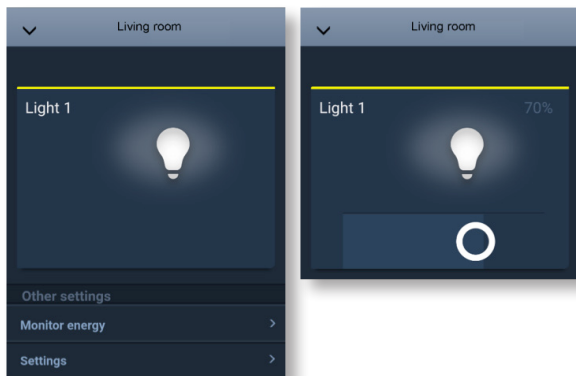 Living room
Light 1
Other settings
Monitor energy
Settings
Living room
Light 1
70%